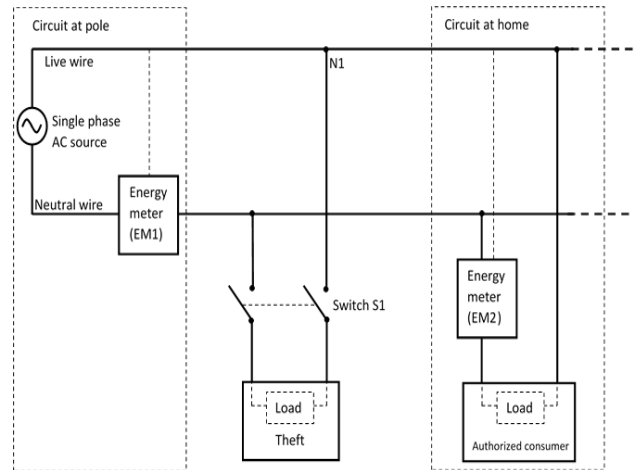 Circuit at pole
Live wire
Single phase
AC source
Neutral wire
Energy
meter
(EM1)
N1
Switch S1
Load
Theft
Circuit at home
Energy
meter
(EM2)
Load
Authorized consumer